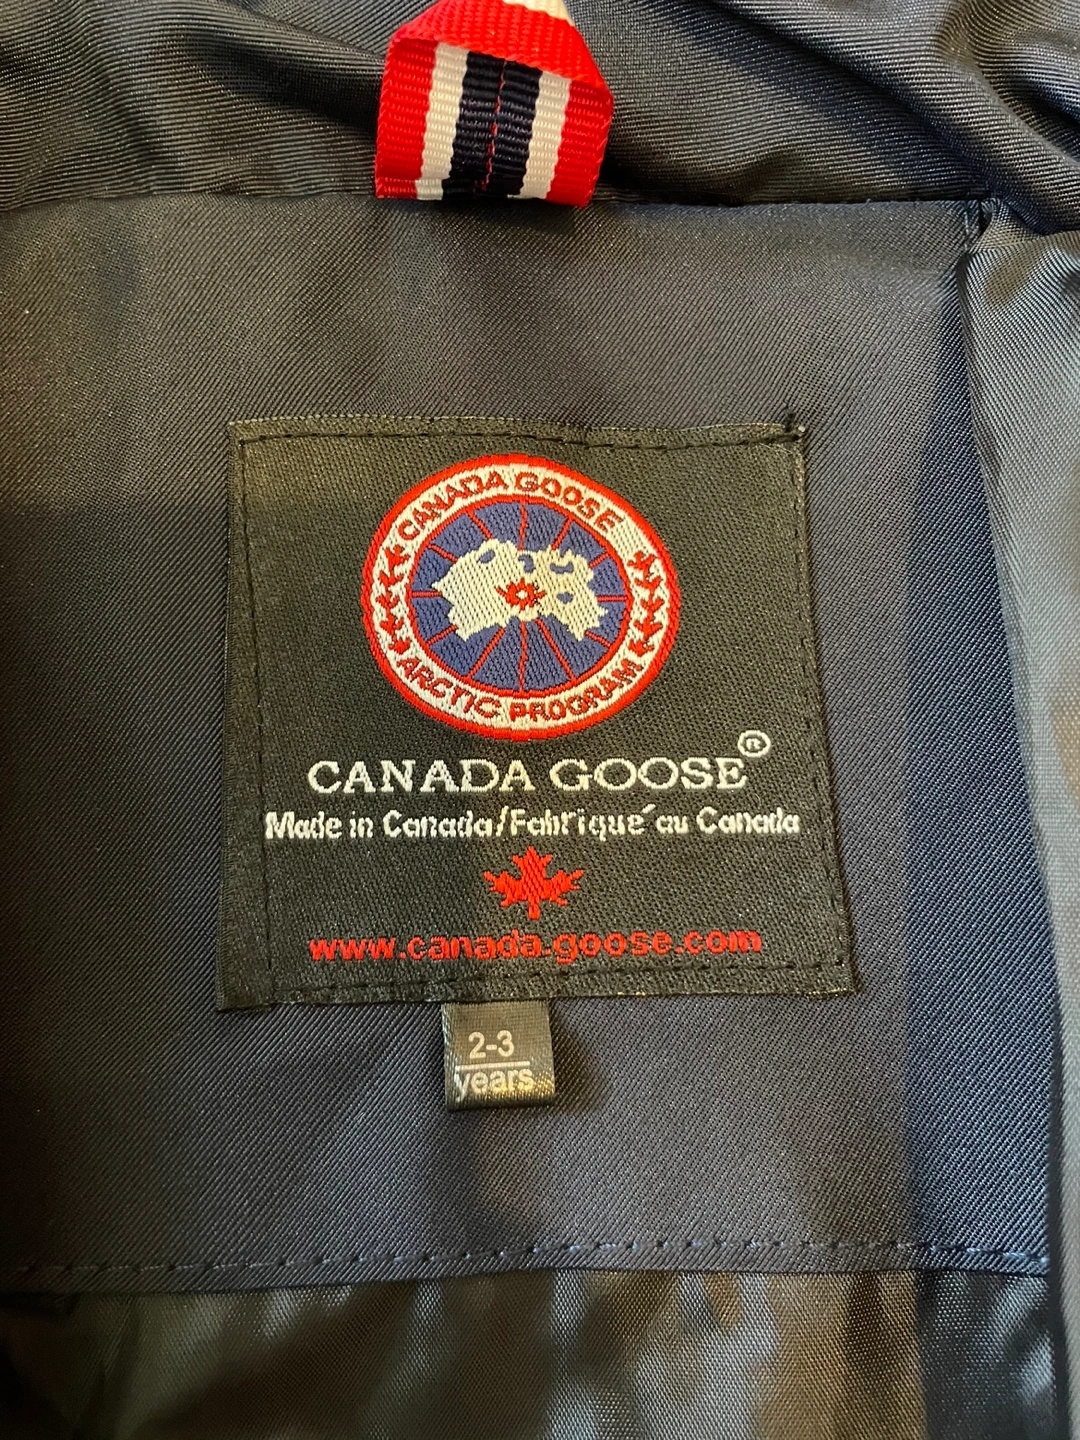 CANADA GOOSE
ARCTIC PROGRAM
CANADA GOOSE®
Made in Canada/Fabriqué au Canada
www.canada-goose.com
2-3
years